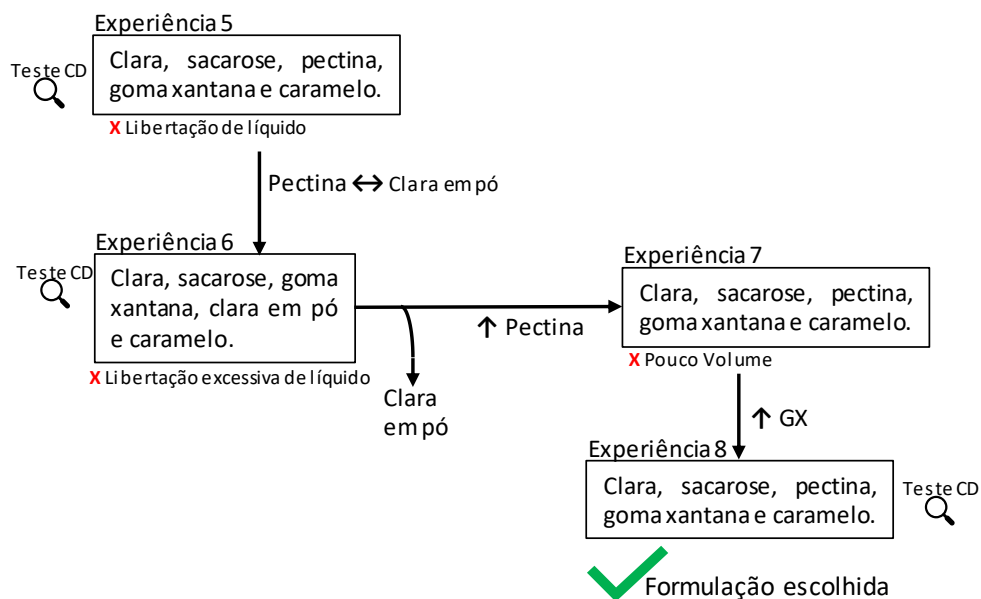 Experiência 5
Teste CD
Clara, sacarose, pectina,
goma xantana e caramelo.
X Libertação de líquido
Pectina ↔ Clara em pó
Experiência 6
Teste CD
Clara, sacarose, goma
xantana, clara em pó
e caramelo.
X Libertação excessiva de líquido
Clara
em pó
↑ Pectina
Experiência 7
Clara, sacarose, pectina,
goma xantana e caramelo.
X Pouco Volume
↑ GX
Experiência 8
Clara, sacarose, pectina,
goma xantana e caramelo.
Teste CD
Formulação escolhida